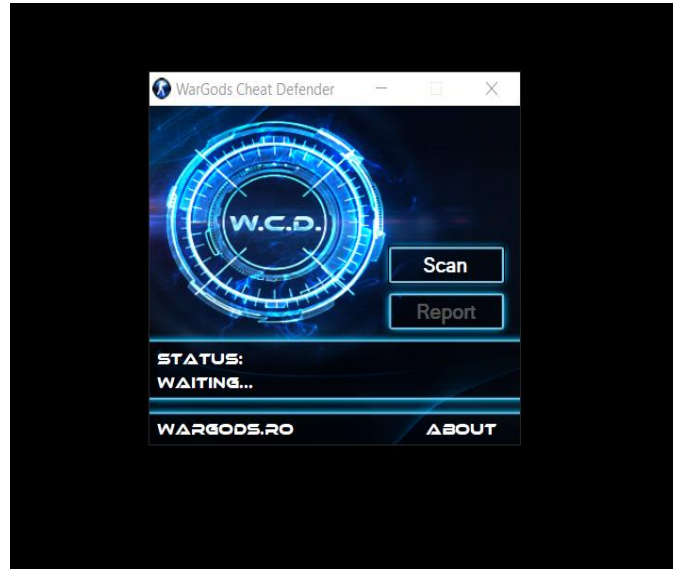 WarGods Cheat Defender
W.C.D.
Scan
Report
STATUS:
WAITING...
WARGODS.RO ABOUT